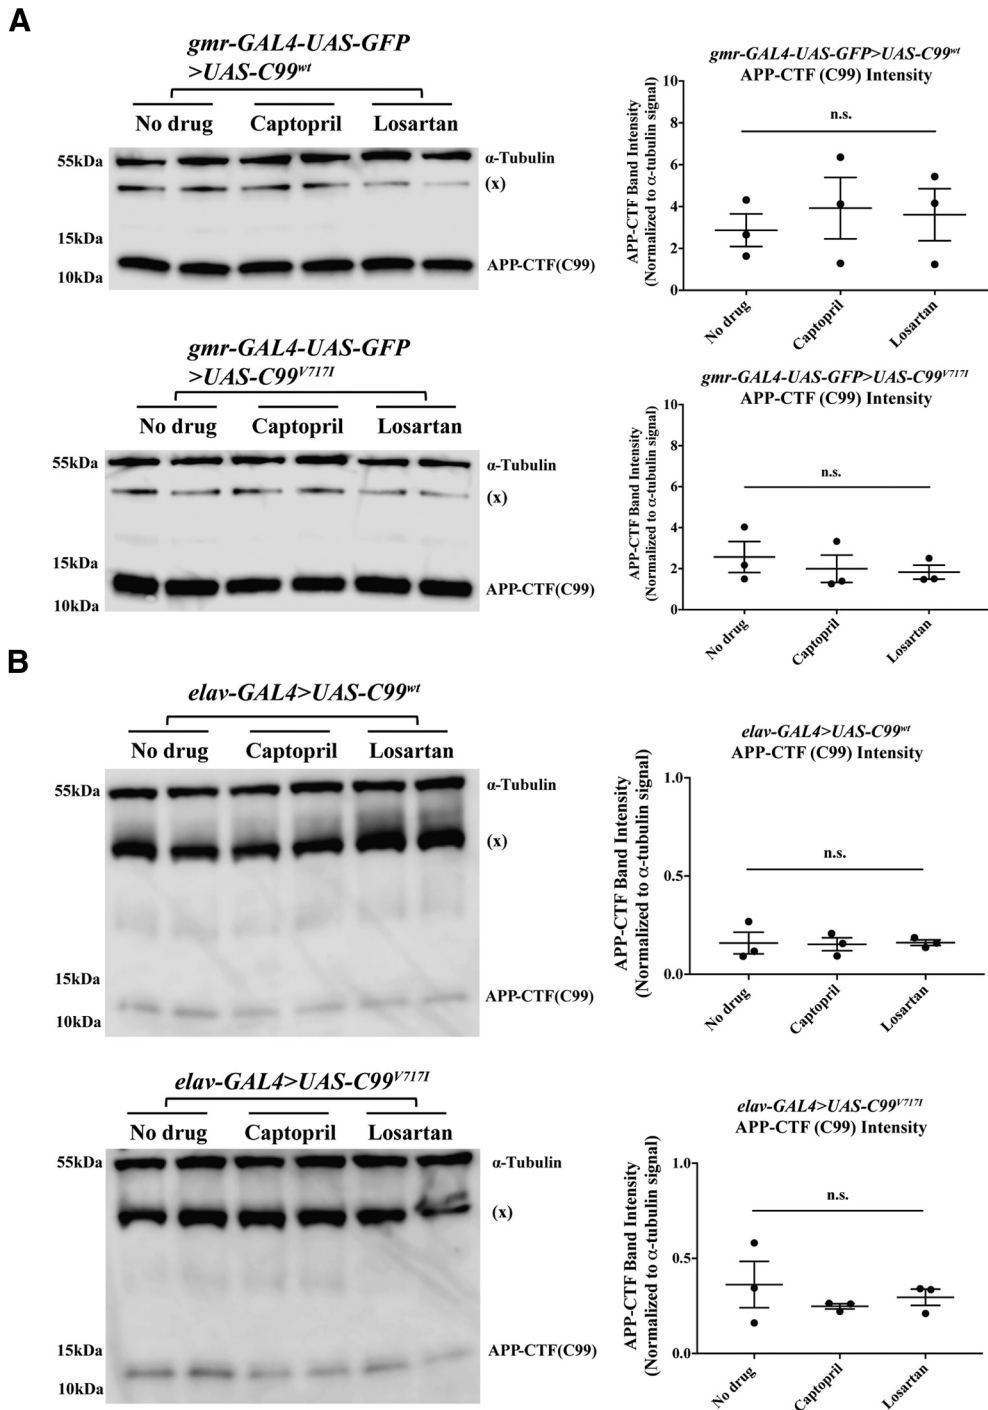 A
gmr-GAL4-UAS-GFP
>UAS-C99wt
No drug Captopril Losartan
55kDa
15kDa
10kDa
α-Tubulin
(x)
APP-CTF(C99)
gmr-GAL4-UAS-GFP>UAS-C99wt
APP-CTF (C99) Intensity
APP-CTF Band Intensity
(Normalized to α-tubulin signal)
10
8
6
4
2
0
n.s.
No drug
Captopril
Losartan
gmr-GAL4-UAS-GFP
>UAS-C99V717I
No drug Captopril Losartan
55kDa
15kDa
10kDa
α-Tubulin
(x)
APP-CTF(C99)
gmr-GAL4-UAS-GFP>UAS-C99V717I
APP-CTF (C99) Intensity
APP-CTF Band Intensity
(Normalized to α-tubulin signal)
10
8
6
4
2
0
n.s.
No drug
Captopril
Losartan
B
elav-GAL4>UAS-C99wt
No drug Captopril Losartan
55kDa
15kDa
10kDa
α-Tubulin
(x)
APP-CTF(C99)
elav-GAL4>UAS-C99wt
APP-CTF (C99) Intensity
APP-CTF Band Intensity
(Normalized to α-tubulin signal)
1.0
0.5
0.0
n.s.
No drug
Captopril
Losartan
elav-GAL4>UAS-C99V717I
No drug Captopril Losartan
55kDa
15kDa
10kDa
α-Tubulin
(x)
APP-CTF(C99)
elav-GAL4>UAS-C99V717I
APP-CTF (C99) Intensity
APP-CTF Band Intensity
(Normalized to α-tubulin signal)
1.0
0.5
0.0
n.s.
No drug
Captopril
Losartan